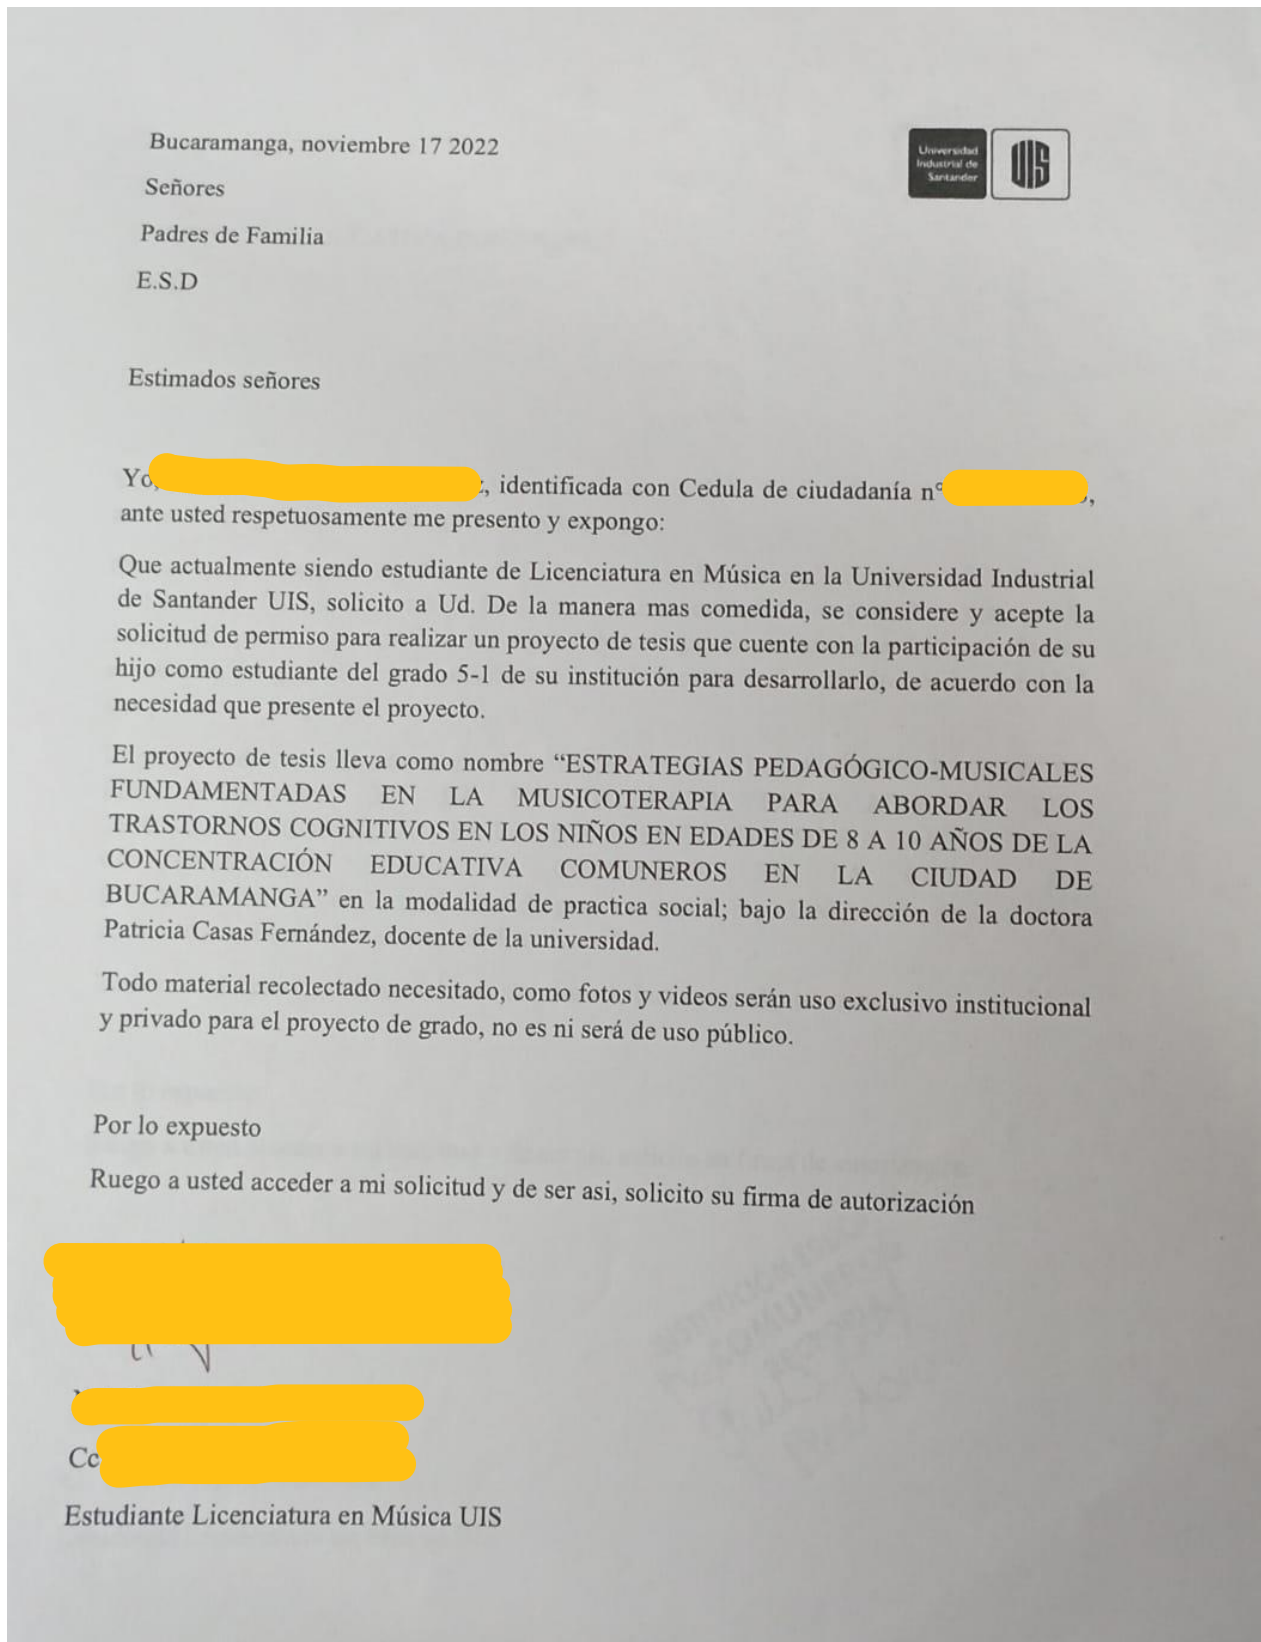 Bucaramanga, noviembre 17 2022
Universidad
Industrial de
Santander
UIS
Señores
Padres de Familia
E.S.D
Estimados señores
Yo, , identificada con Cedula de ciudadanía n° ,
ante usted respetuosamente me presento y expongo:
Que actualmente siendo estudiante de Licenciatura en Música en la Universidad Industrial
de Santander UIS, solicito a Ud. De la manera mas comedida, se considere y acepte la
solicitud de permiso para realizar un proyecto de tesis que cuente con la participación de su
hijo como estudiante del grado 5-1 de su institución para desarrollarlo, de acuerdo con la
necesidad que presente el proyecto.
El proyecto de tesis lleva como nombre “ESTRATEGIAS PEDAGÓGICO-MUSICALES
FUNDAMENTADAS EN LA MUSICOTERAPIA PARA ABORDAR LOS
TRASTORNOS COGNITIVOS EN LOS NIÑOS EN EDADES DE 8 A 10 AÑOS DE LA
CONCENTRACIÓN EDUCATIVA COMUNEROS EN LA CIUDAD DE
BUCARAMANGA” en la modalidad de practica social; bajo la dirección de la doctora
Patricia Casas Fernández, docente de la universidad.
Todo material recolectado necesitado, como fotos y videos serán uso exclusivo institucional
y privado para el proyecto de grado, no es ni será de uso público.
Por lo expuesto
Ruego a usted acceder a mi solicitud y de ser asi, solicito su firma de autorización
Cc
Estudiante Licenciatura en Música UIS